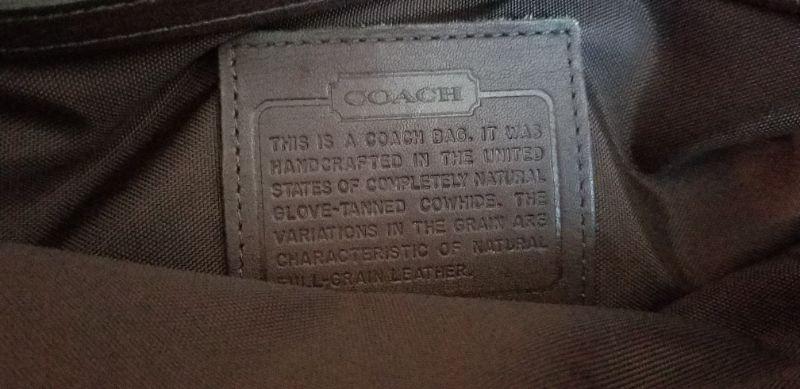 COACH
THIS IS A COACH BAG. IT WAS
HANDCRAFTED IN THE UNITED
STATES OF COMPLETELY NATURAL
GLOVE-TANNED COWHIDE. THE
VARIATIONS IN THE GRAIN ARE
CHARACTERISTIC OF NATURAL
FULL-GRAIN LEATHER.